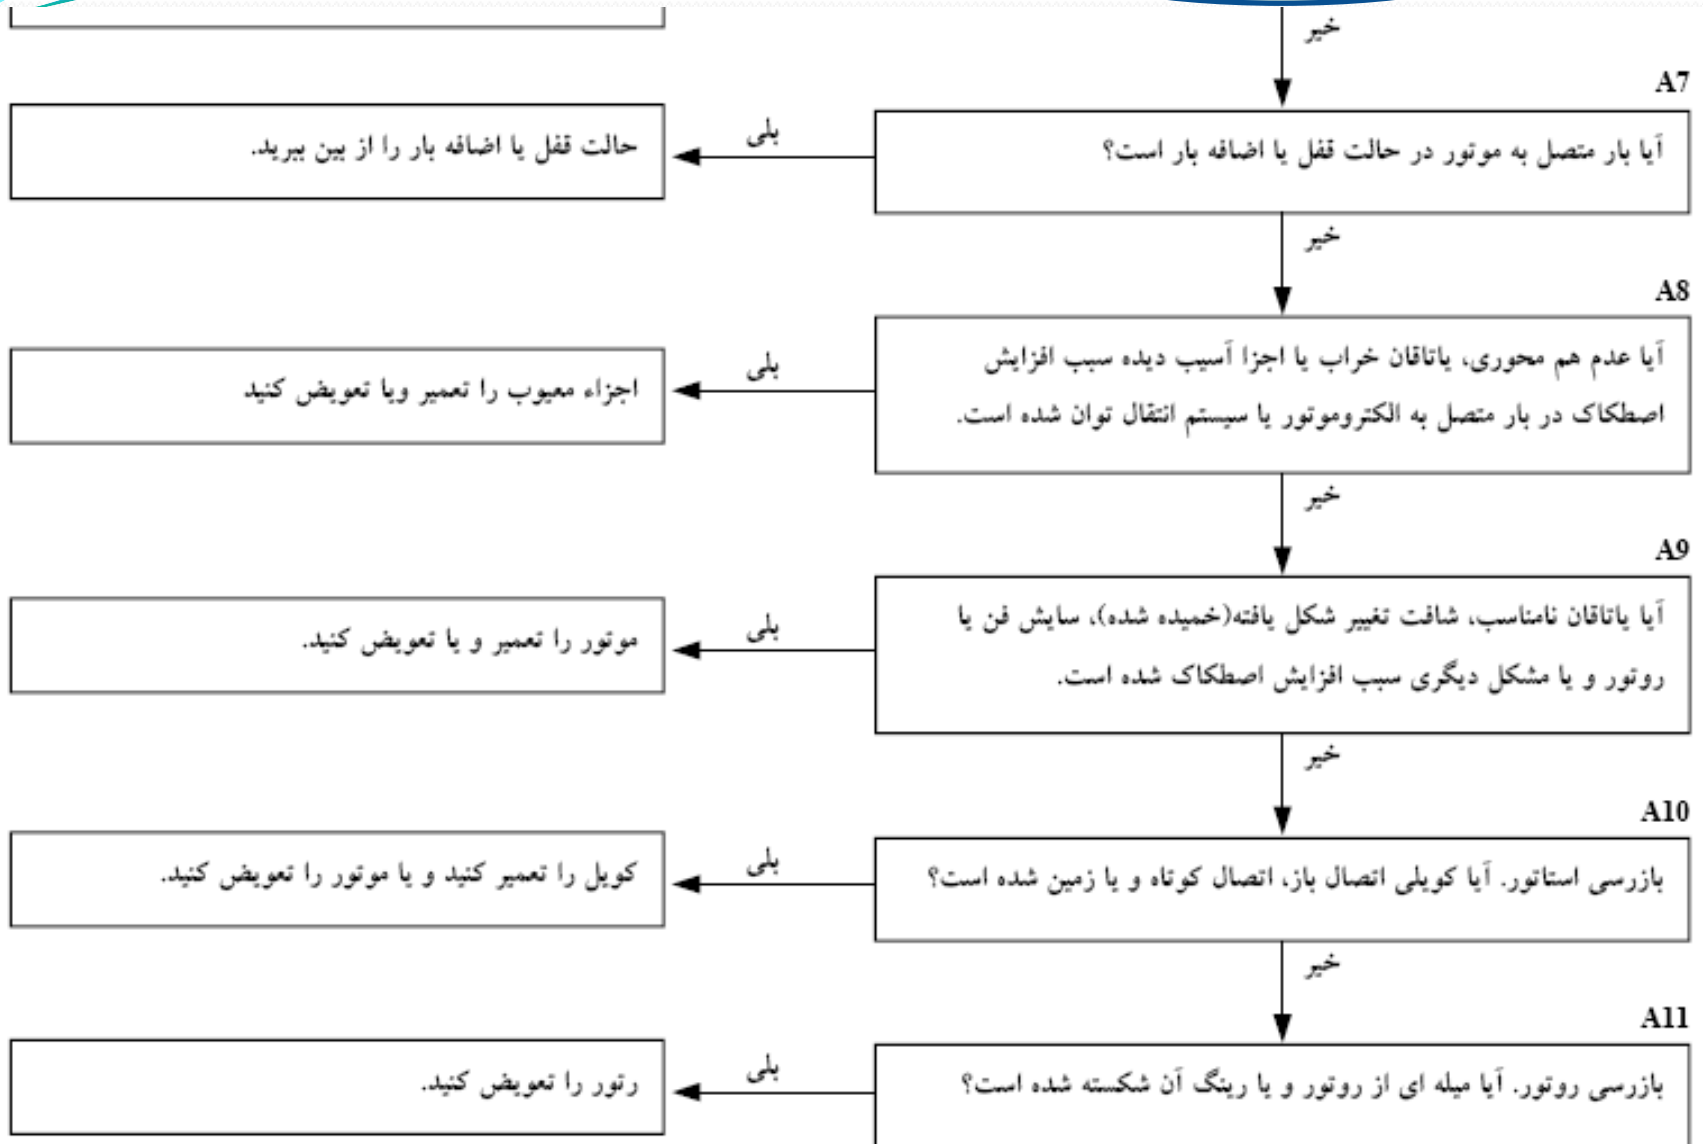 خیر
A7
آیا بار متصل به موتور در حالت قفل یا اضافه بار است؟
بلی
حالت قفل یا اضافه بار را از بین ببرید.
خیر
A8
آیا عدم هم محوری، یاتاقان خراب یا اجزا آسیب دیده سبب افزایش
اصطکاک در بار متصل به الکتروموتور یا سیستم انتقال توان شده است.
بلی
اجزاء معیوب را تعمیر ویا تعویض کنید
خیر
A9
آیا یاتاقان نامناسب، شافت تغییر شکل یافته(خمیده شده)، سایش فن یا
روتور و یا مشکل دیگری سبب افزایش اصطکاک شده است.
بلی
موتور را تعمیر و یا تعویض کنید.
خیر
A10
بازرسی استاتور. آیا کویلی اتصال باز، اتصال کوتاه و یا زمین شده است؟
بلی
کویل را تعمیر کنید و یا موتور را تعویض کنید.
خیر
A11
بازرسی روتور. آیا میله ای از روتور و یا رینگ آن شکسته شده است؟
بلی
رتور را تعویض کنید.